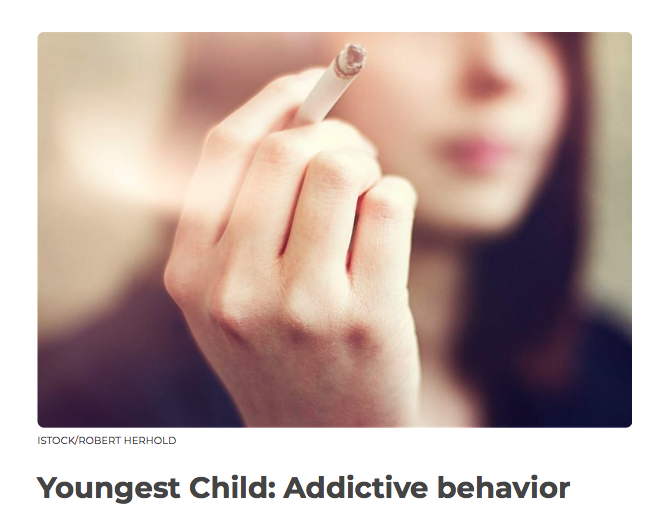 ISTOCK/ROBERT HERHOLD
Youngest Child: Addictive behavior